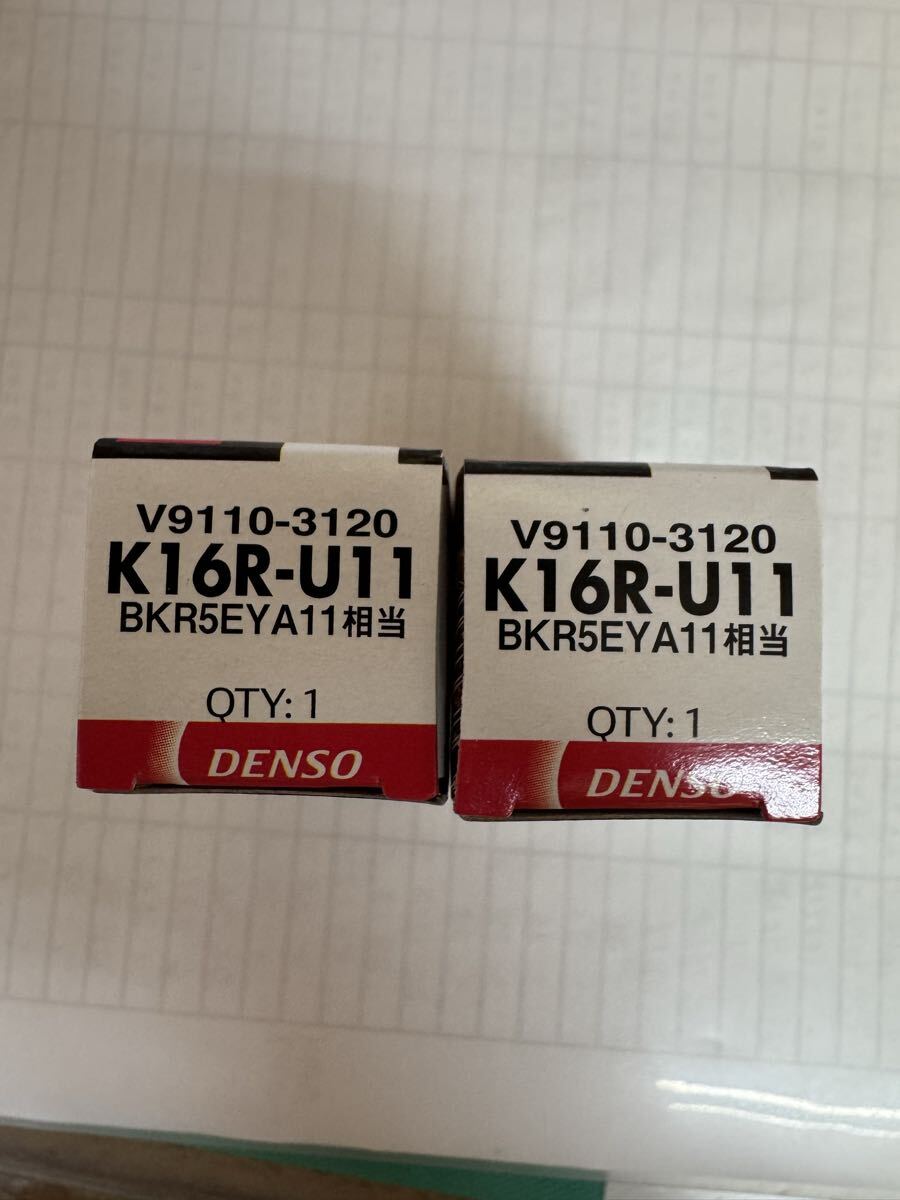 V9110-3120
K16R-U11
BKR5EYA11相当
QTY: 1
DENSO
V9110-3120
K16R-U11
BKR5EYA11相当
QTY: 1
DENSO